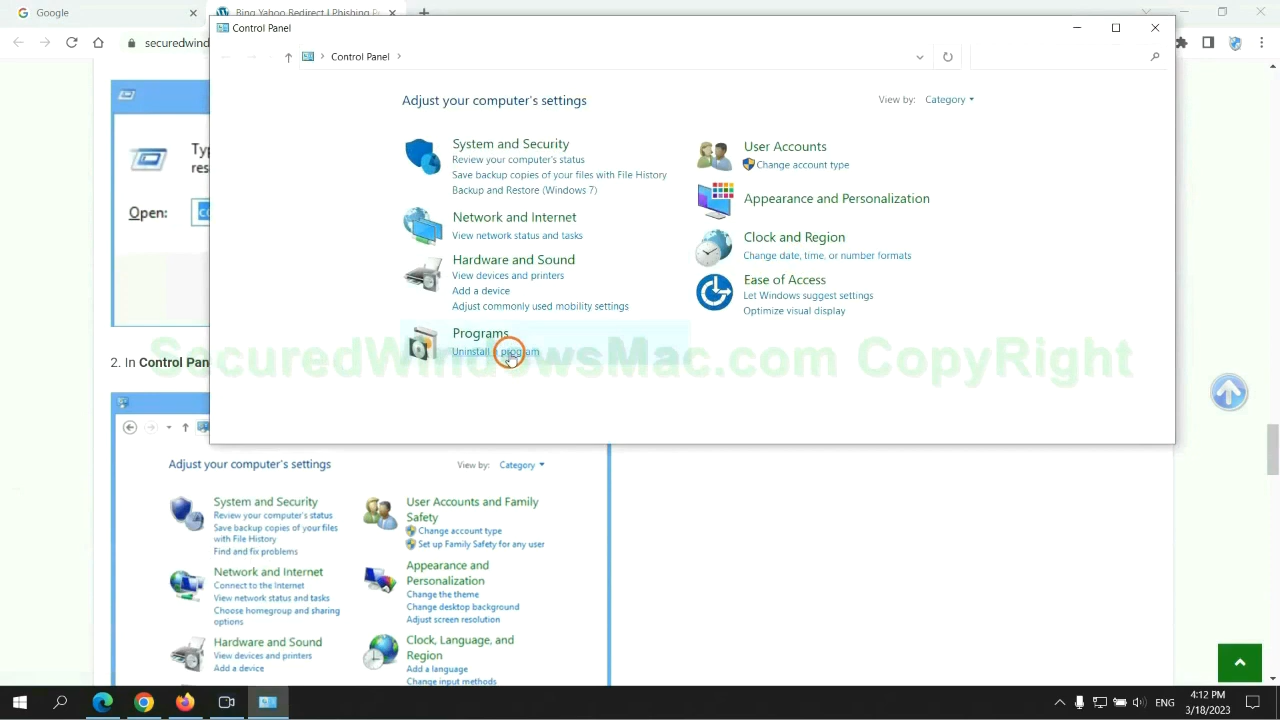 Google
Bing Yahoo Redirect | Phishing
securedwind
Control Panel
Control Panel
Adjust your computer's settings
View by: Category
System and Security
Review your computer's status
Save backup copies of your files with File History
Backup and Restore (Windows 7)
Network and Internet
View network status and tasks
Hardware and Sound
View devices and printers
Add a device
Adjust commonly used mobility settings
Programs
Uninstall a program
User Accounts
Change account type
Appearance and Personalization
Clock and Region
Change date, time, or number formats
Ease of Access
Let Windows suggest settings
Optimize visual display
SecuredWindowsMac.com CopyRight
Typ
res
Open:
2. In Control Pan
Adjust your computer's settings
View by: Category
System and Security
Review your computer's status
Save backup copies of your files
with File History
Find and fix problems
Network and Internet
Connect to the Internet
View network status and tasks
Choose homegroup and sharing
options
Hardware and Sound
View devices and printers
Add a device
User Accounts and Family
Safety
Change account type
Set up Family Safety for any user
Appearance and
Personalization
Change the theme
Change desktop background
Adjust screen resolution
Clock, Language, and
Region
Add a language
Change input methods
ENG
4:12 PM
3/18/2023